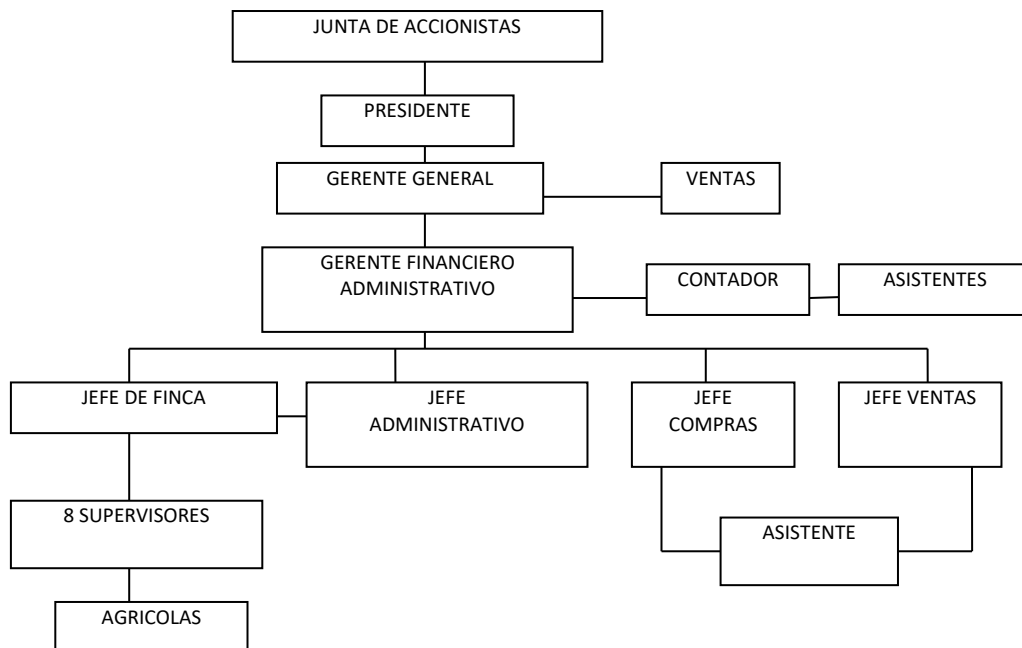 JUNTA DE ACCIONISTAS
PRESIDENTE
GERENTE GENERAL
VENTAS
GERENTE FINANCIERO
ADMINISTRATIVO
CONTADOR
ASISTENTES
JEFE DE FINCA
JEFE
ADMINISTRATIVO
JEFE
COMPRAS
JEFE VENTAS
8 SUPERVISORES
ASISTENTE
AGRICOLAS